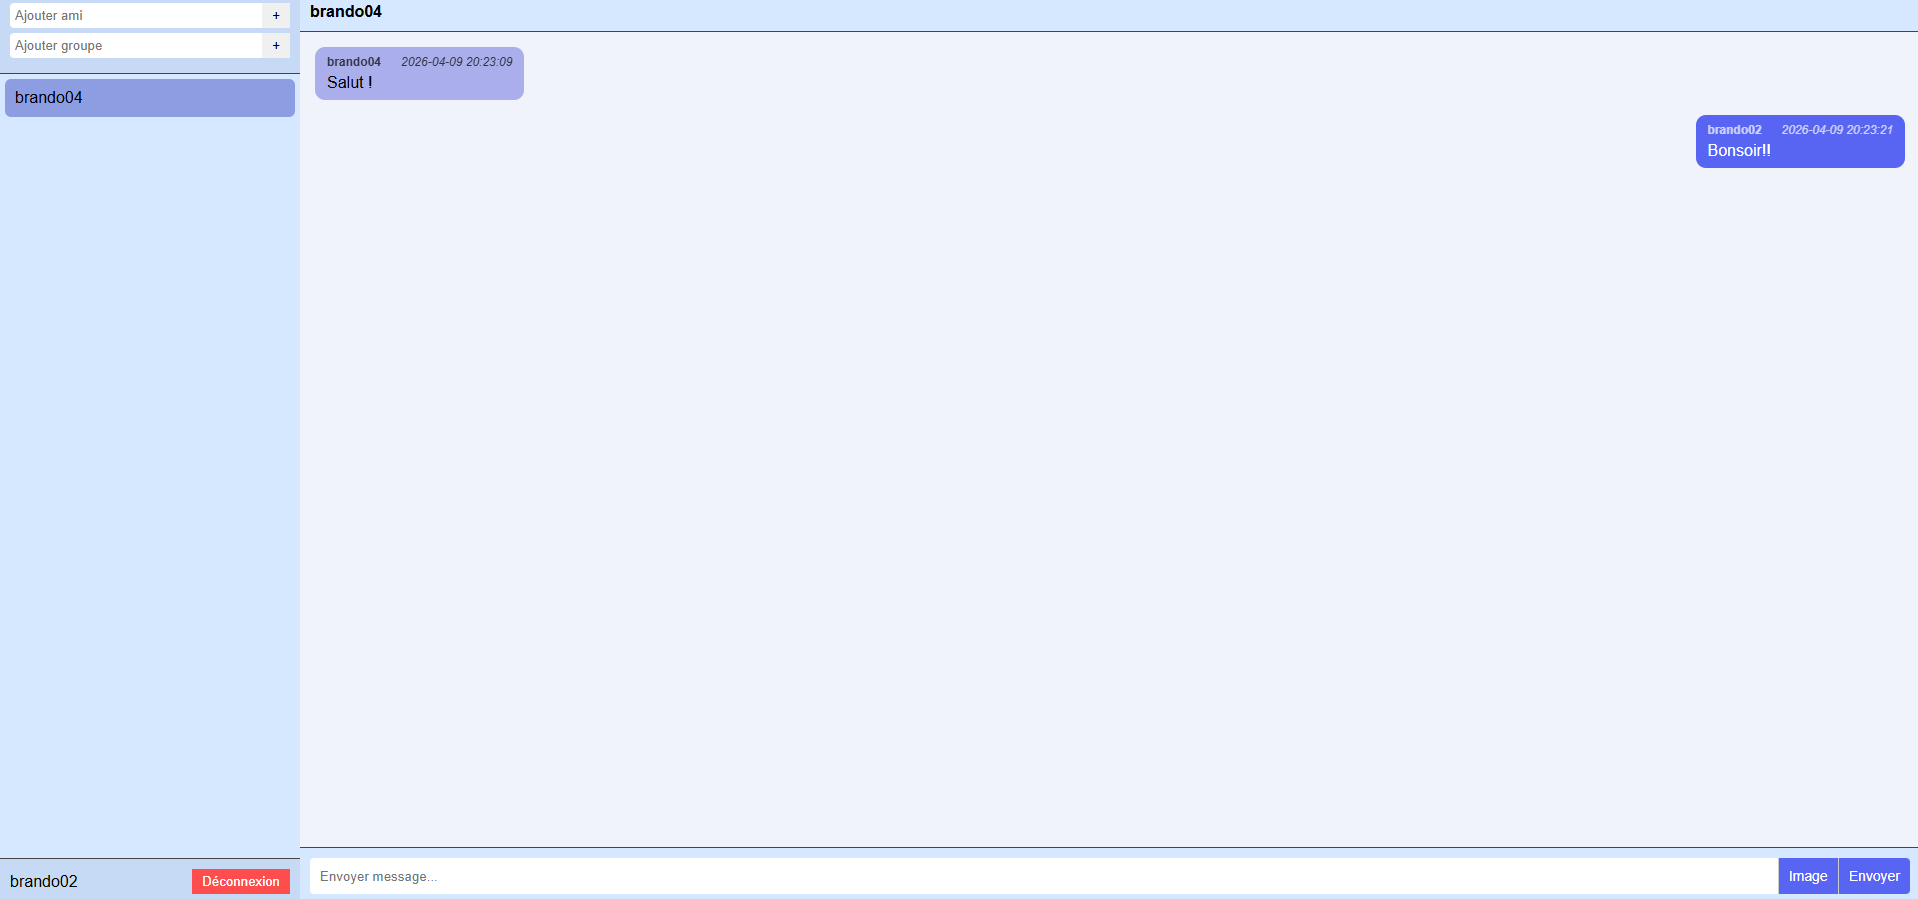 Ajouter ami +
Ajouter groupe +
brando04
brando02 Déconnexion
brando04
brando04 2026-04-09 20:23:09
Salut !
brando02 2026-04-09 20:23:21
Bonsoir!!
Envoyer message... Image Envoyer